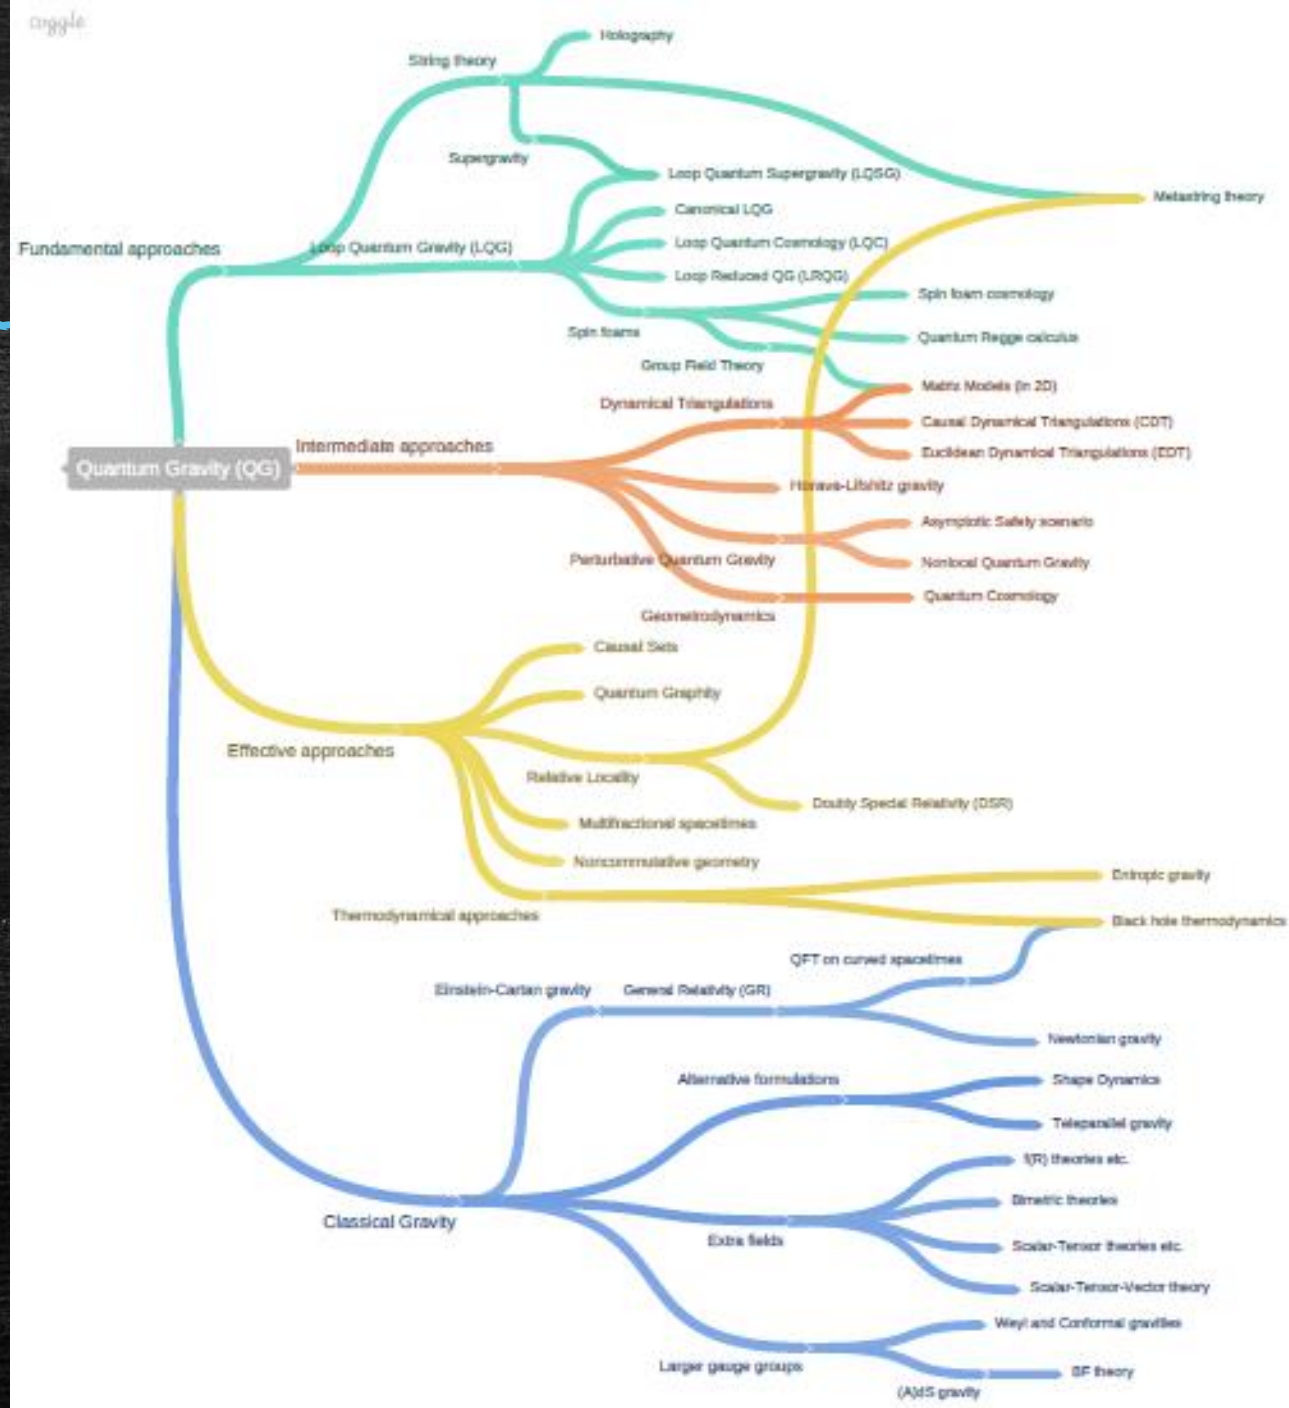 coggle
Holography
String theory
Supergravity
Loop Quantum Supergravity (LQSG)
Metastring theory
Canonical LQG
Fundamental approaches
Loop Quantum Gravity (LQG)
Loop Quantum Cosmology (LQC)
Loop Reduced QG (LRQG)
Spin foam cosmology
Spin foams
Quantum Regge calculus
Group Field Theory
Matrix Models (in 2D)
Dynamical Triangulations
Causal Dynamical Triangulations (CDT)
Intermediate approaches
Euclidean Dynamical Triangulations (EDT)
Quantum Gravity (QG)
Horava-Lifshitz gravity
Asymptotic Safety scenario
Perturbative Quantum Gravity
Nonlocal Quantum Gravity
Quantum Cosmology
Geometrodynamics
Causal Sets
Quantum Graphity
Effective approaches
Relative Locality
Doubly Special Relativity (DSR)
Multifractional spacetimes
Noncommutative geometry
Entropic gravity
Thermodynamical approaches
Black hole thermodynamics
QFT on curved spacetimes
Einstein-Cartan gravity
General Relativity (GR)
Newtonian gravity
Alternative formulations
Shape Dynamics
Teleparallel gravity
f(R) theories etc.
Bimetric theories
Classical Gravity
Extra fields
Scalar-Tensor theories etc.
Scalar-Tensor-Vector theory
Weyl and Conformal gravities
Larger gauge groups
BF theory
(A)dS gravity